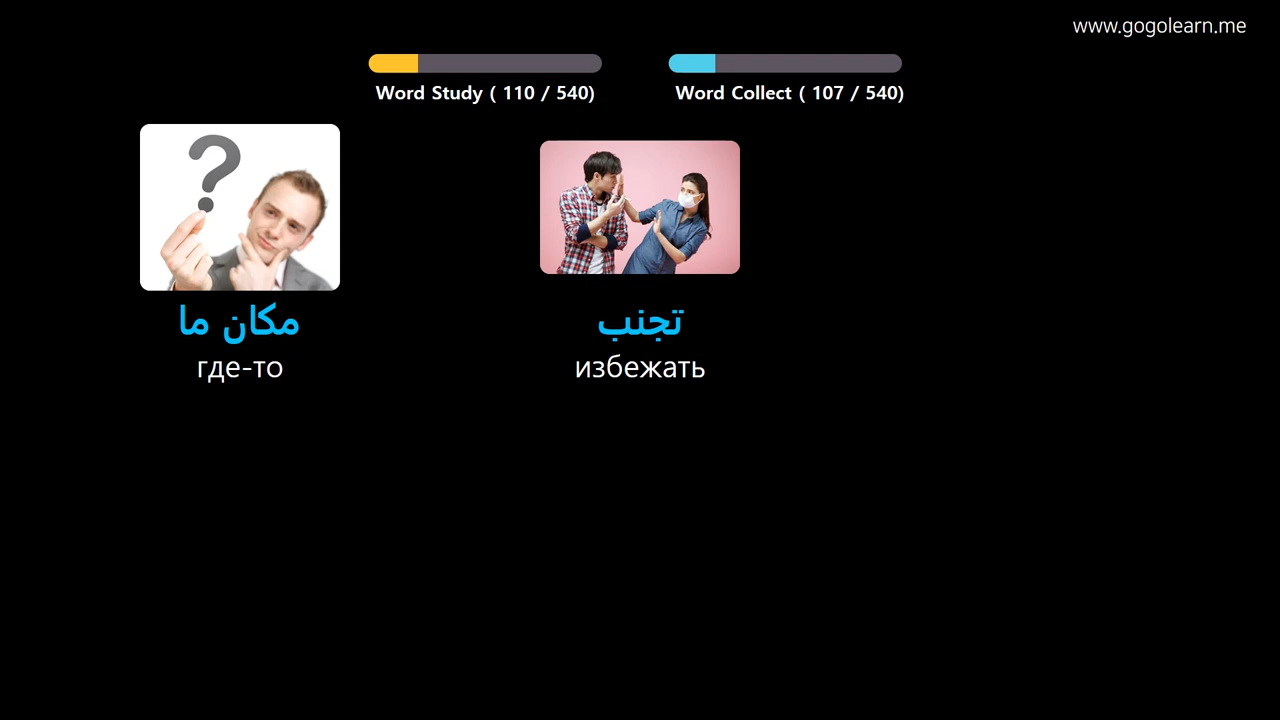 www.gogolearn.me
Word Study ( 110 / 540)
Word Collect ( 107 / 540)
مكان ما
где-то
تجنب
избежать